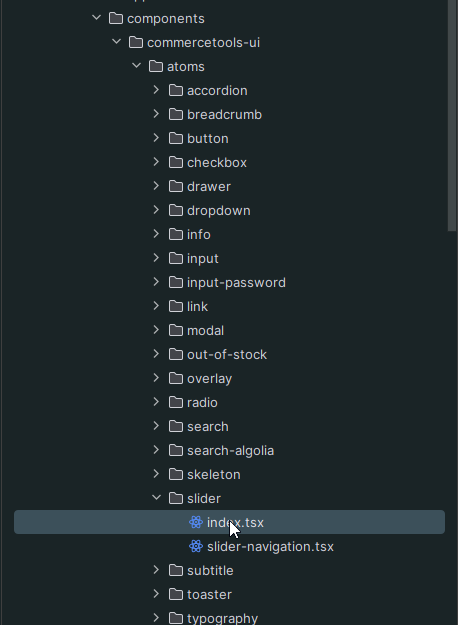 components
commercetools-ui
atoms
accordion
breadcrumb
button
checkbox
drawer
dropdown
info
input
input-password
link
modal
out-of-stock
overlay
radio
search
search-algolia
skeleton
slider
index.tsx
slider-navigation.tsx
subtitle
toaster
typography